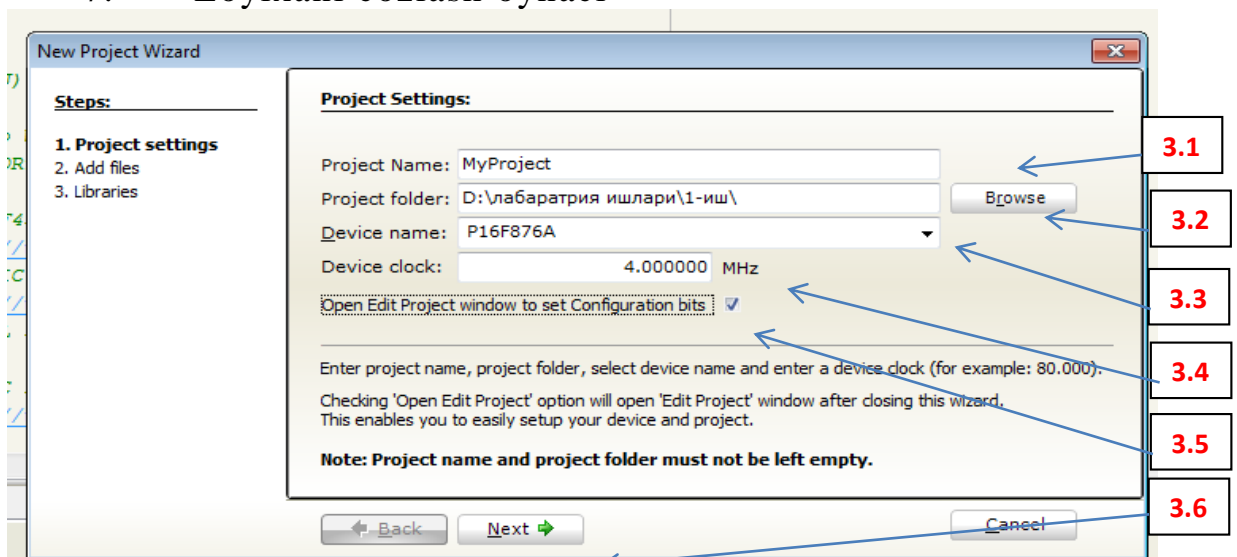 New Project Wizard
Steps:
1. Project settings
2. Add files
3. Libraries
Project Settings:
Project Name: MyProject
Project folder: D:\лабаратрия ишлари\1-иш\ Browse
Device name: P16F876A
Device clock: 4.000000 MHz
Open Edit Project window to set Configuration bits
Enter project name, project folder, select device name and enter a device clock (for example: 80.000).
Checking 'Open Edit Project' option will open 'Edit Project' window after closing this wizard.
This enables you to easily setup your device and project.
Note: Project name and project folder must not be left empty.
Back Next Cancel
3.1
3.2
3.3
3.4
3.5
3.6